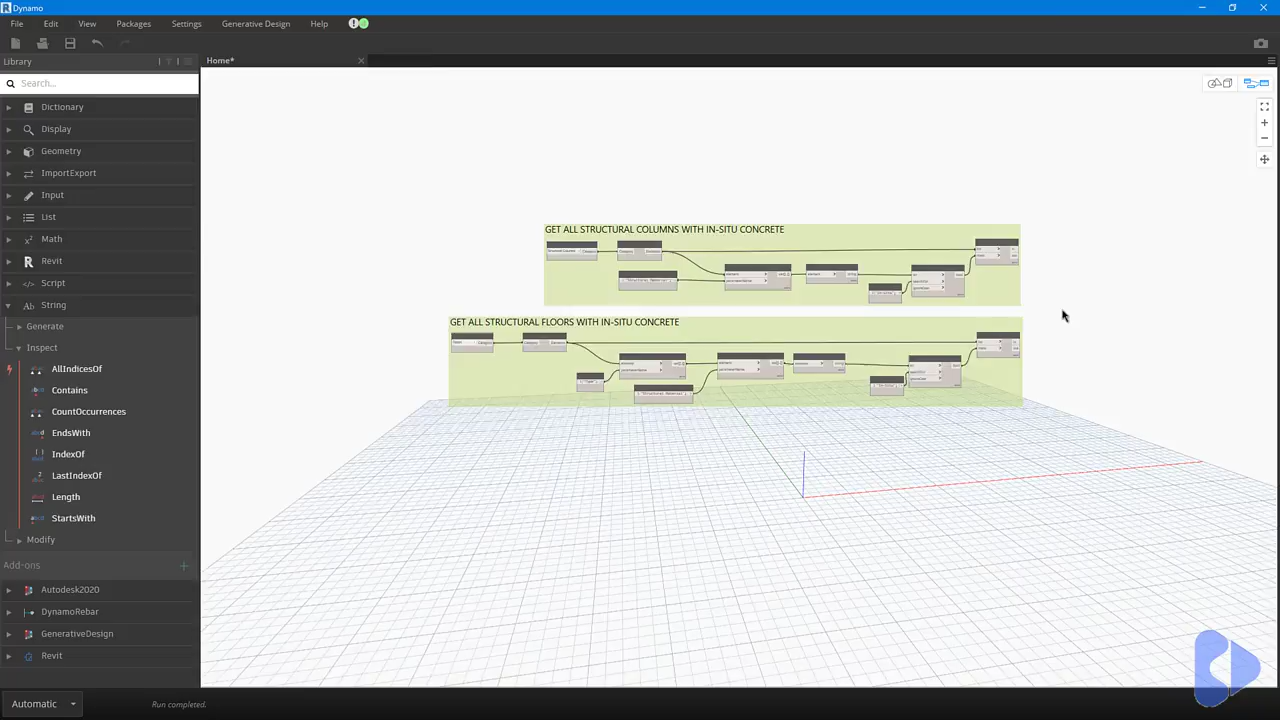 Dynamo
File Edit View Packages Settings Generative Design Help
Library
Home*
Search...
Dictionary
Display
Geometry
ImportExport
Input
List
Math
Revit
Script
String
Generate
Inspect
AllIndicesOf
Contains
CountOccurrences
EndsWith
IndexOf
LastIndexOf
Length
StartsWith
Modify
Add-ons
Autodesk2020
DynamoRebar
GenerativeDesign
Revit
GET ALL STRUCTURAL COLUMNS WITH IN-SITU CONCRETE
GET ALL STRUCTURAL FLOORS WITH IN-SITU CONCRETE
Automatic
Run completed.